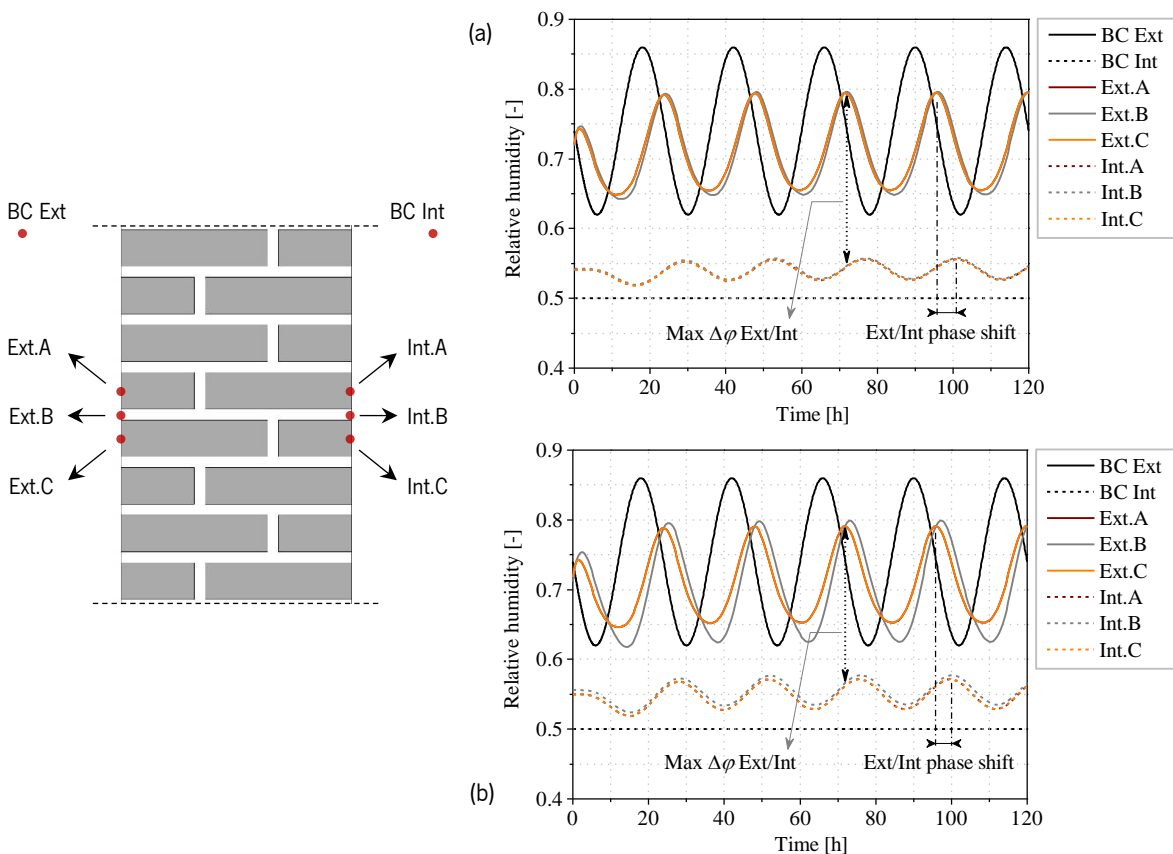 BC Ext
BC Int
Ext.A
Int.A
Ext.B
Int.B
Ext.C
Int.C
(a)
Relative humidity [-]
0.9
0.8
0.7
0.6
0.5
0.4
Max Δφ Ext/Int
Ext/Int phase shift
0
20
40
60
80
100
120
Time [h]
BC Ext
BC Int
Ext.A
Ext.B
Ext.C
Int.A
Int.B
Int.C
(b)
Relative humidity [-]
0.9
0.8
0.7
0.6
0.5
0.4
Max Δφ Ext/Int
Ext/Int phase shift
0
20
40
60
80
100
120
Time [h]
BC Ext
BC Int
Ext.A
Ext.B
Ext.C
Int.A
Int.B
Int.C